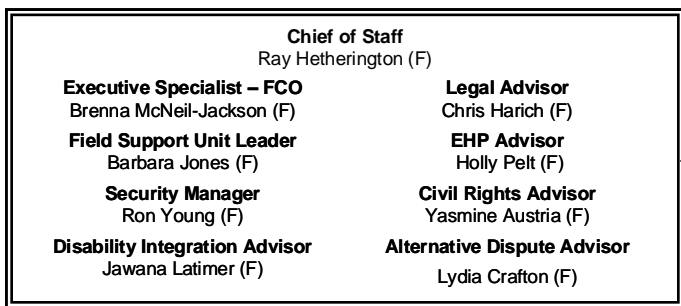 Chief of Staff
Ray Hetherington (F)
Executive Specialist – FCO
Brenna McNeil-Jackson (F)
Field Support Unit Leader
Barbara Jones (F)
Security Manager
Ron Young (F)
Disability Integration Advisor
Jawana Latimer (F)
Legal Advisor
Chris Harich (F)
EHP Advisor
Holly Pelt (F)
Civil Rights Advisor
Yasmine Austria (F)
Alternative Dispute Advisor
Lydia Crafton (F)